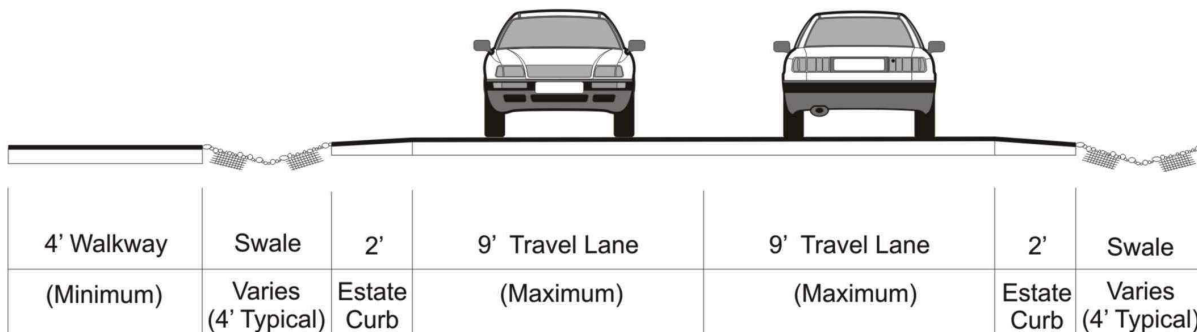 4’ Walkway
Swale
2’
9’ Travel Lane
9’ Travel Lane
2’
Swale
(Minimum)
Varies
(4’ Typical)
Estate
Curb
(Maximum)
(Maximum)
Estate
Curb
Varies
(4’ Typical)